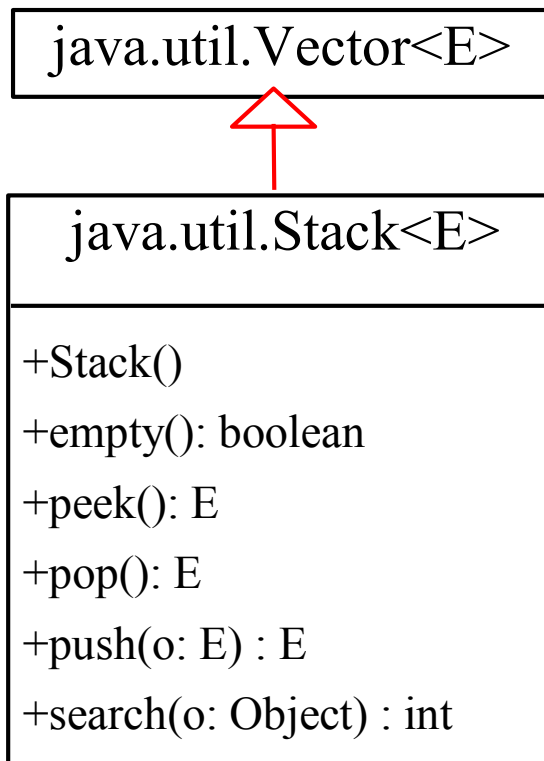 java.util.Vector<E>
java.util.Stack<E>
+Stack()
+empty(): boolean
+peek(): E
+pop(): E
+push(o: E) : E
+search(o: Object) : int